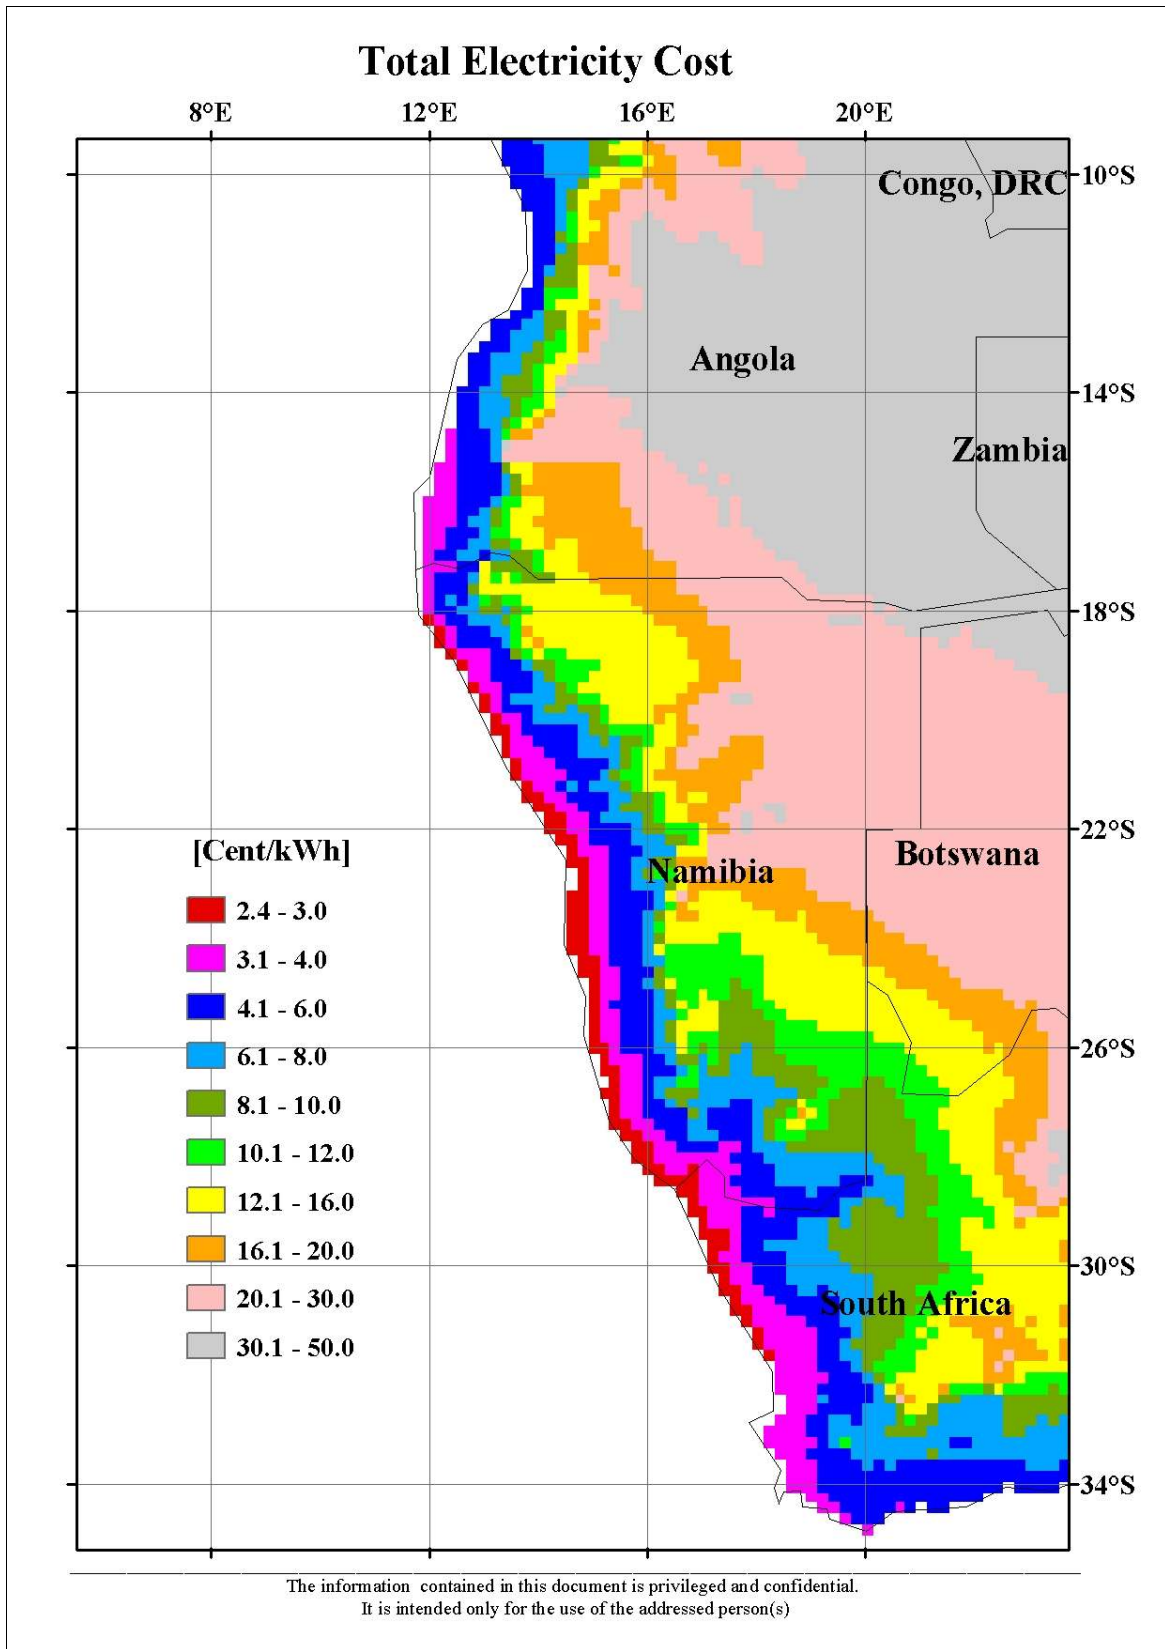 Total Electricity Cost
8°E 12°E 16°E 20°E
Congo, DRC
10°S
Angola
14°S
Zambia
18°S
22°S
[Cent/kWh]
Botswana
Namibia
2.4 - 3.0
3.1 - 4.0
4.1 - 6.0
26°S
6.1 - 8.0
8.1 - 10.0
10.1 - 12.0
12.1 - 16.0
16.1 - 20.0
30°S
20.1 - 30.0
South Africa
30.1 - 50.0
34°S
The information contained in this document is privileged and confidential.
It is intended only for the use of the addressed person(s)